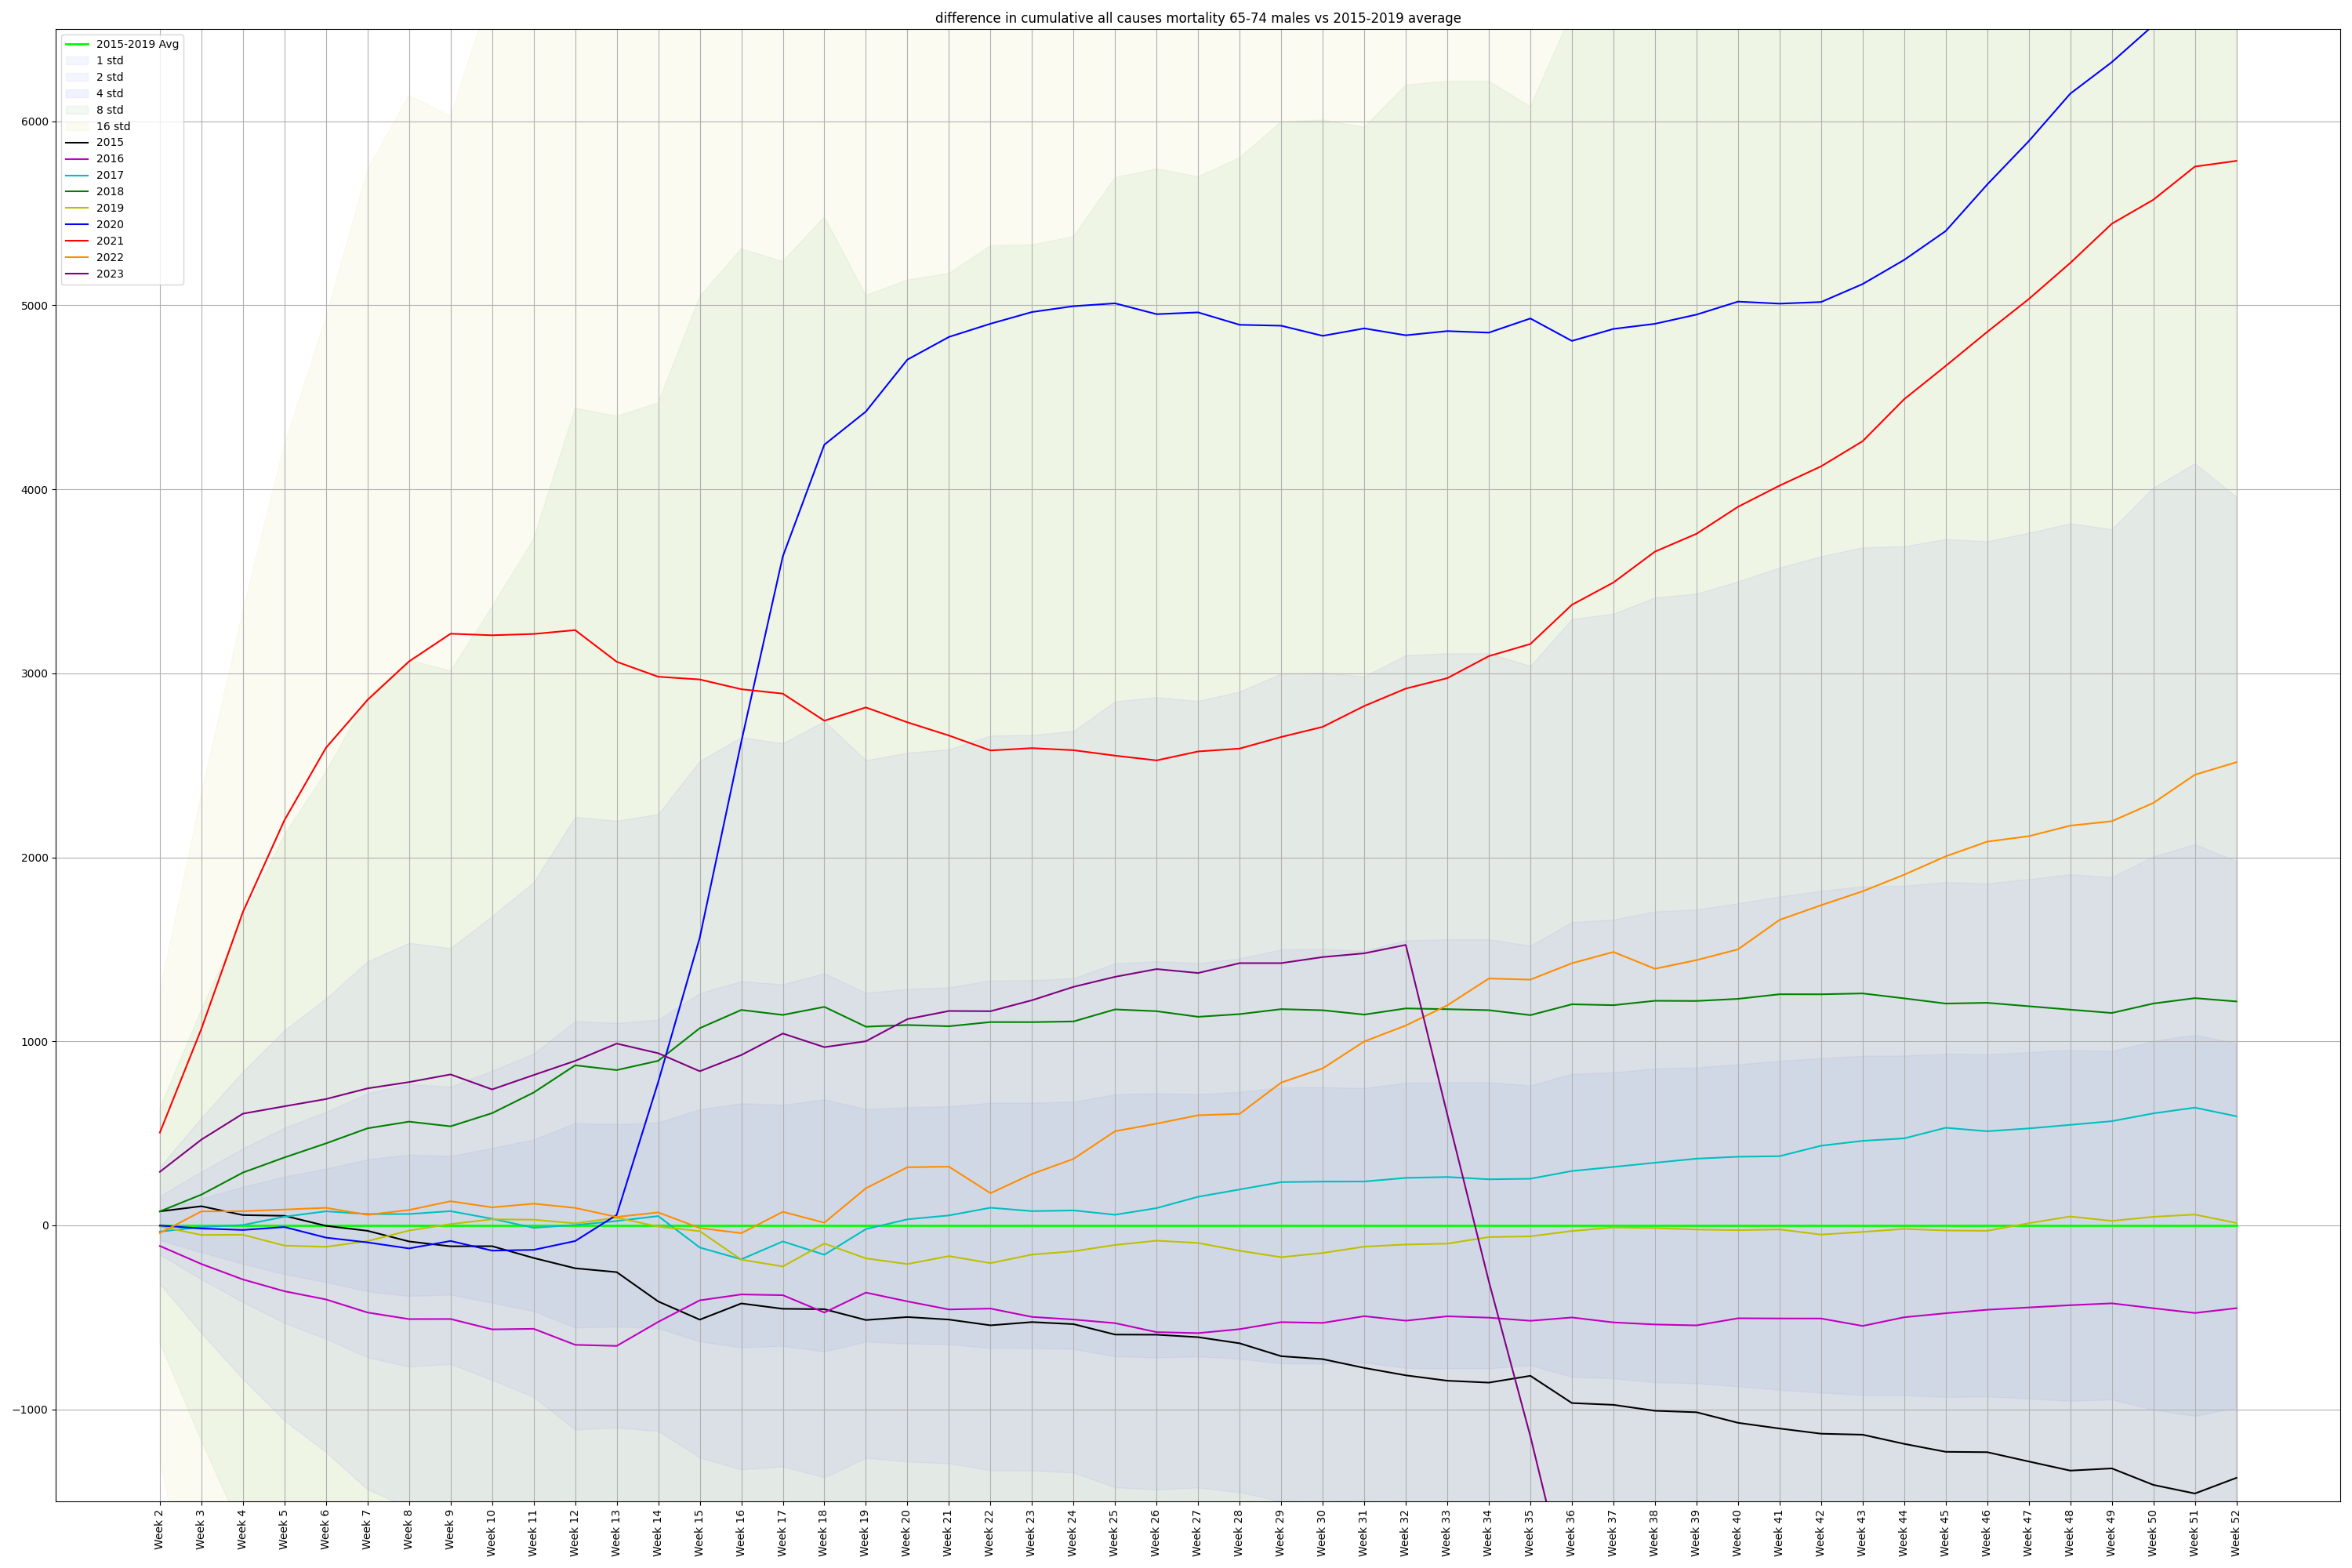 difference in cumulative all causes mortality 65-74 males vs 2015-2019 average
2015-2019 Avg
1 std
2 std
4 std
8 std
16 std
2015
2016
2017
2018
2019
2020
2021
2022
2023
6000
5000
4000
3000
2000
1000
0
−1000
Week 2
Week 3
Week 4
Week 5
Week 6
Week 7
Week 8
Week 9
Week 10
Week 11
Week 12
Week 13
Week 14
Week 15
Week 16
Week 17
Week 18
Week 19
Week 20
Week 21
Week 22
Week 23
Week 24
Week 25
Week 26
Week 27
Week 28
Week 29
Week 30
Week 31
Week 32
Week 33
Week 34
Week 35
Week 36
Week 37
Week 38
Week 39
Week 40
Week 41
Week 42
Week 43
Week 44
Week 45
Week 46
Week 47
Week 48
Week 49
Week 50
Week 51
Week 52